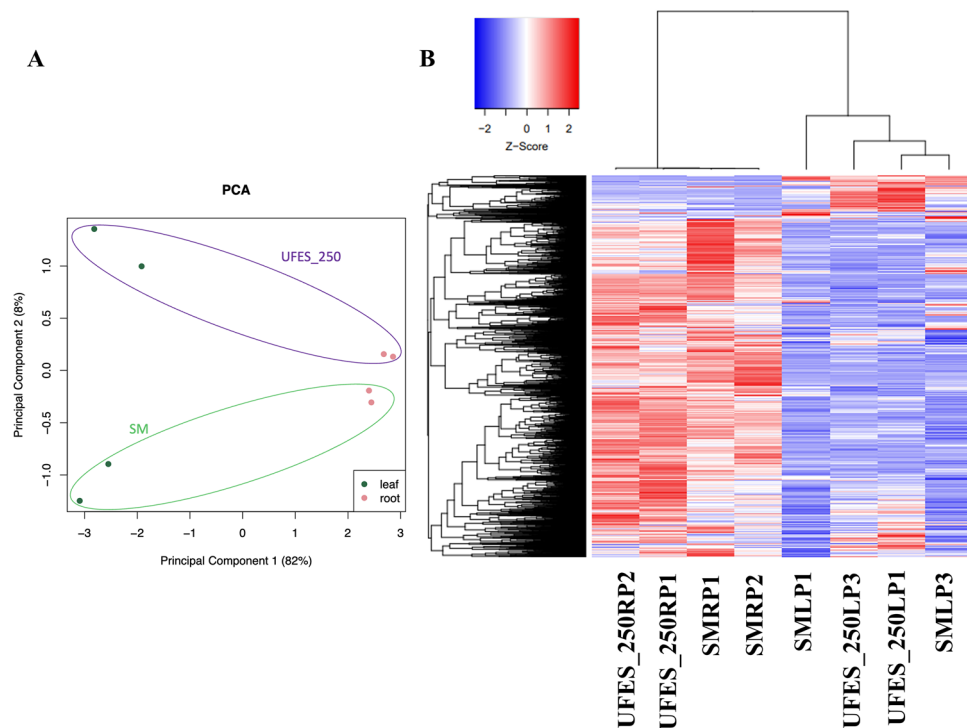 A
B
−2
0
1
2
Z−Score
PCA
UFES_250
SM
1.0
0.5
0.0
−0.5
−1.0
Principal Component 2 (8%)
leaf
root
−3
−2
−1
0
1
2
3
Principal Component 1 (82%)
UFES_250RP2
UFES_250RP1
SMRP1
SMRP2
SMLP1
UFES_250LP3
UFES_250LP1
SMLP3